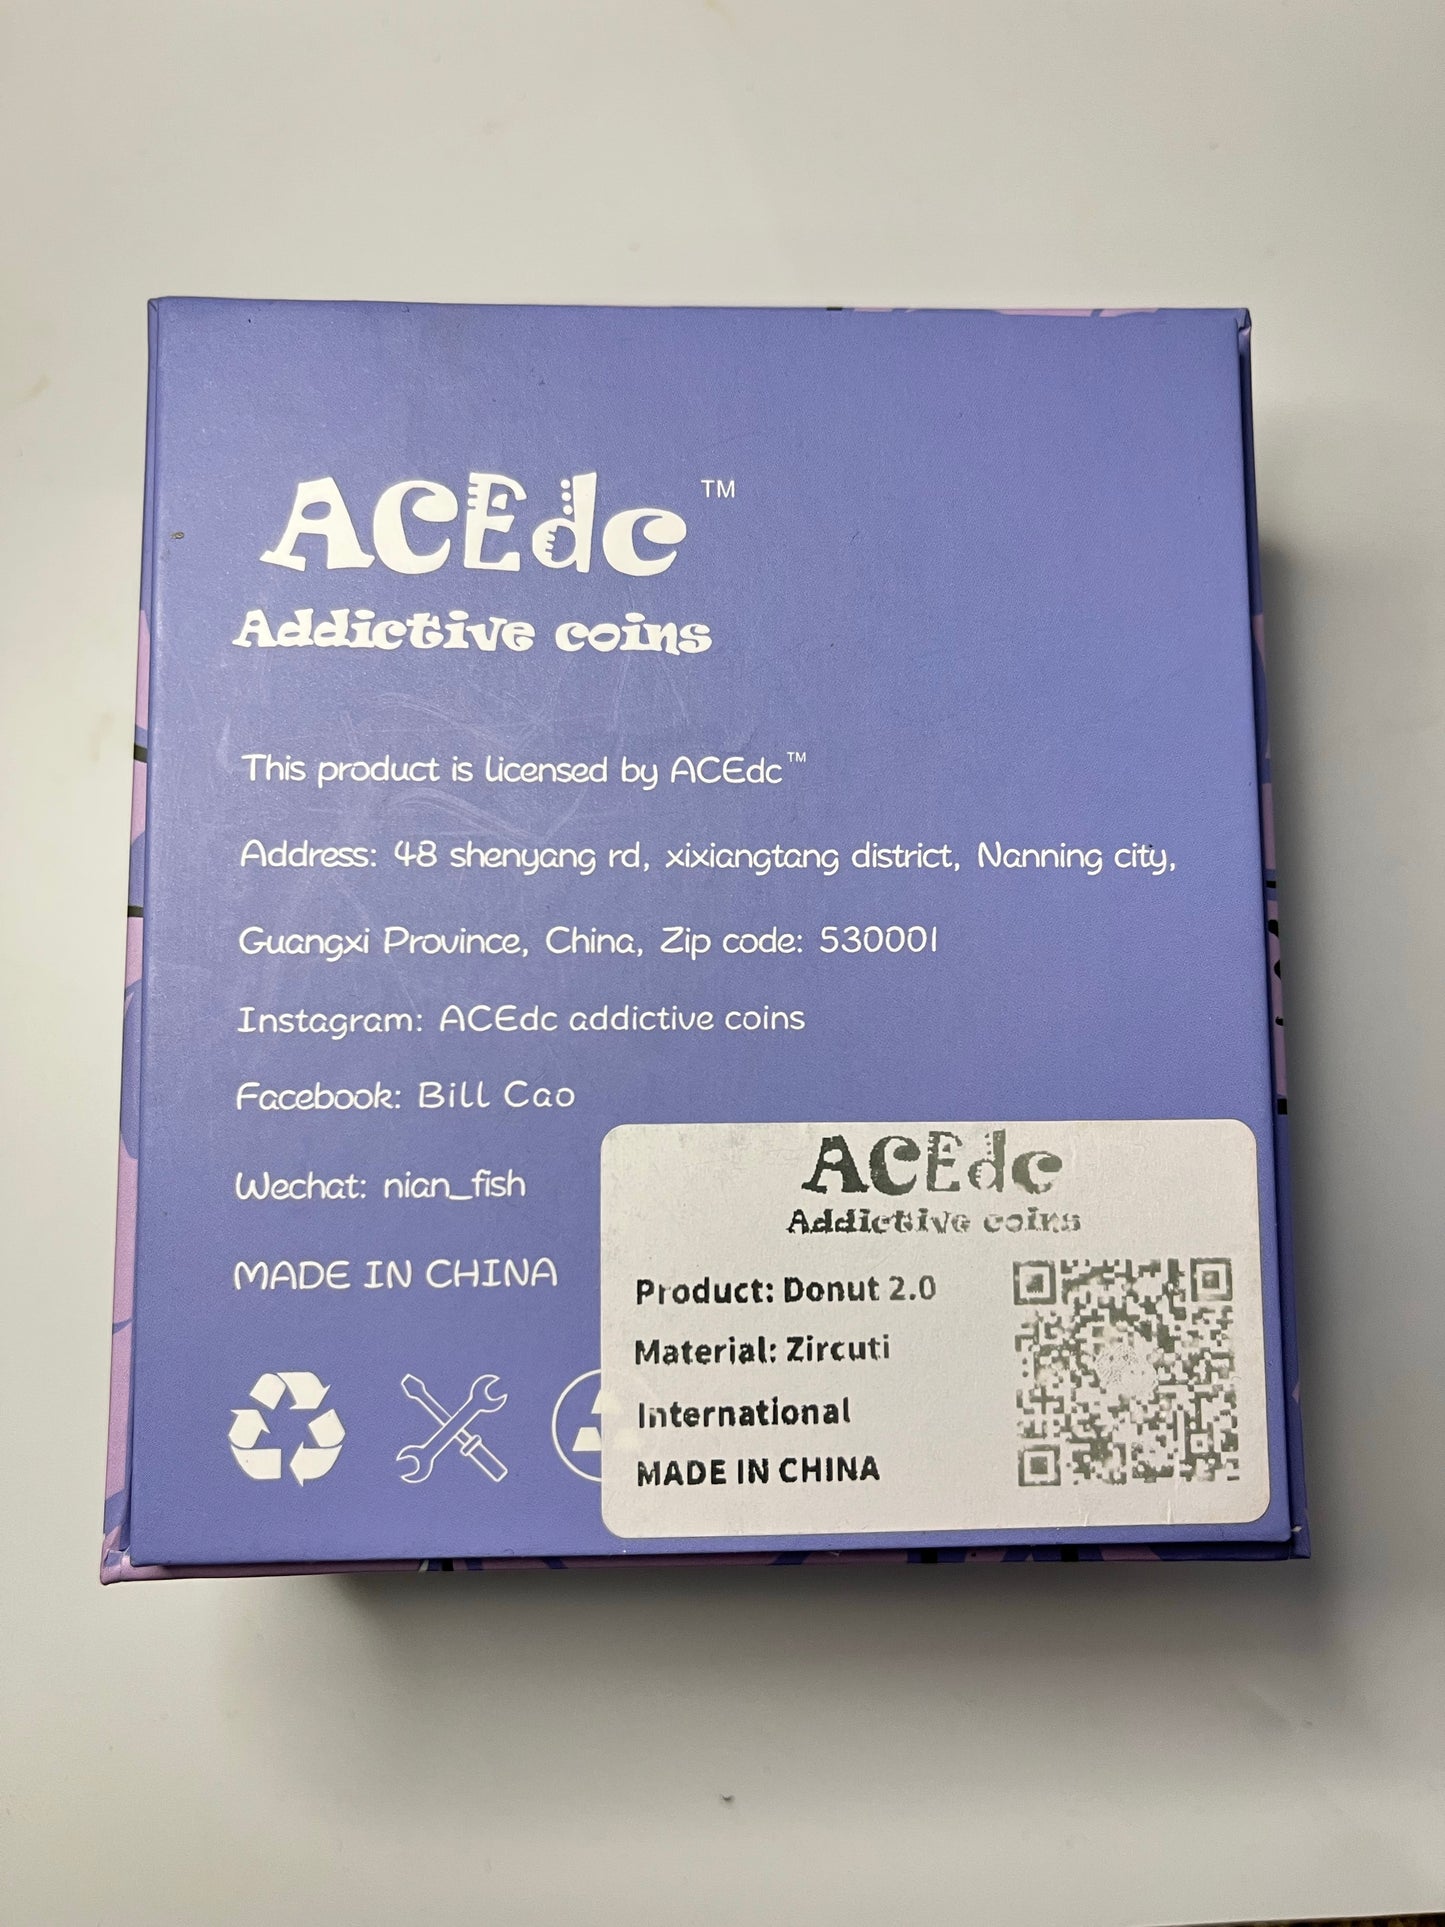 ACEdc™
Addictive coins
This product is licensed by ACEdc™
Address: 48 shenyang rd, xixiangtang district, Nanning city,
Guangxi Province, China, Zip code: 530001
Instagram: ACEdc addictive coins
Facebook: Bill Cao
Wechat: nian_fish
MADE IN CHINA
ACEdc
Addictive coins
Product: Donut 2.0
Material: Zircuti
International
MADE IN CHINA